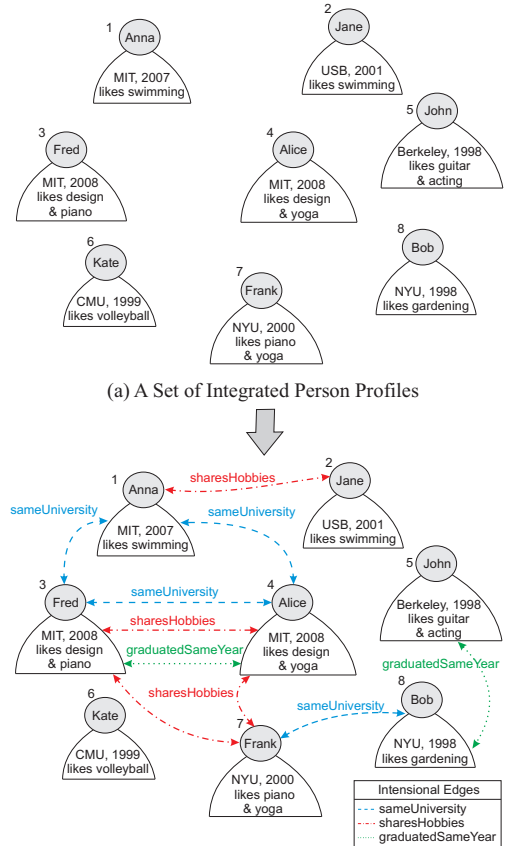 1
Anna
MIT, 2007
likes swimming
2
Jane
USB, 2001
likes swimming
3
Fred
MIT, 2008
likes design
& piano
4
Alice
MIT, 2008
likes design
& yoga
5
John
Berkeley, 1998
likes guitar
& acting
6
Kate
CMU, 1999
likes volleyball
7
Frank
NYU, 2000
likes piano
& yoga
8
Bob
NYU, 1998
likes gardening
(a) A Set of Integrated Person Profiles
1
Anna
MIT, 2007
likes swimming
sharesHobbies
2
Jane
USB, 2001
likes swimming
sameUniversity
sameUniversity
3
Fred
MIT, 2008
likes design
& piano
sameUniversity
sharesHobbies
graduatedSameYear
4
Alice
MIT, 2008
likes design
& yoga
5
John
Berkeley, 1998
likes guitar
& acting
graduatedSameYear
6
Kate
CMU, 1999
likes volleyball
sharesHobbies
7
Frank
NYU, 2000
likes piano
& yoga
sameUniversity
8
Bob
NYU, 1998
likes gardening
Intensional Edges
sameUniversity
sharesHobbies
graduatedSameYear